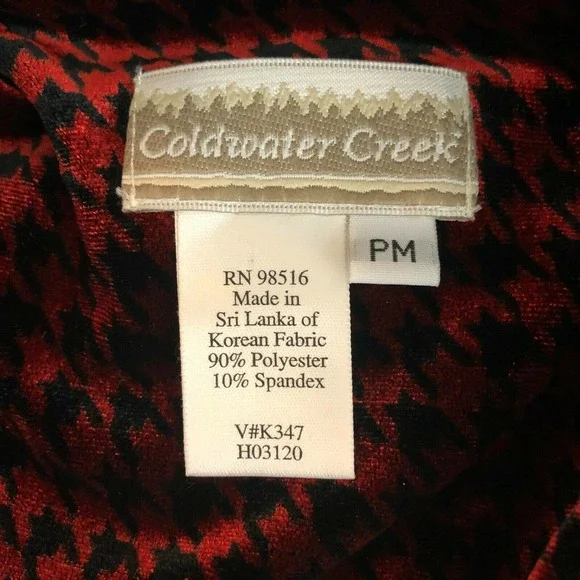 Coldwater Creek
PM
RN 98516
Made in
Sri Lanka of
Korean Fabric
90% Polyester
10% Spandex
V#K347
H03120